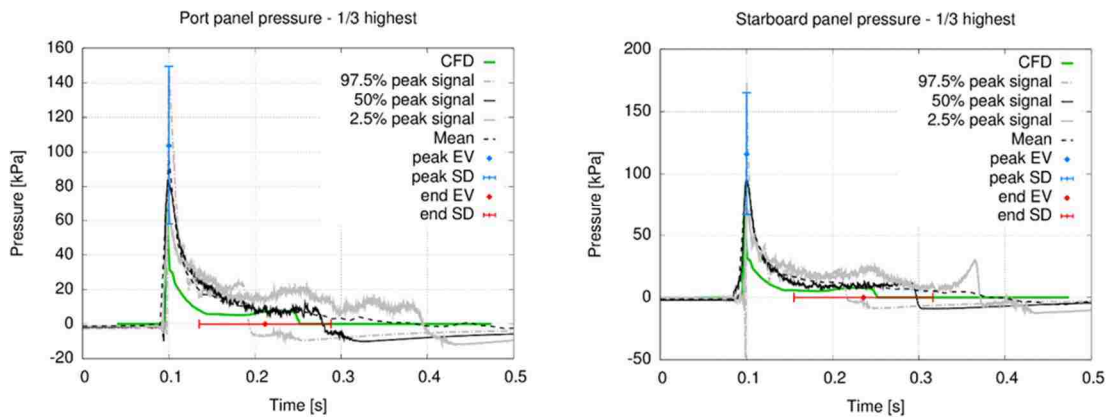 Port panel pressure - 1/3 highest
160
140
120
100
80
60
40
20
0
-20
Pressure [kPa]
CFD
97.5% peak signal
50% peak signal
2.5% peak signal
Mean
peak EV
peak SD
end EV
end SD
0 0.1 0.2 0.3 0.4 0.5
Time [s]
Starboard panel pressure - 1/3 highest
200
150
100
50
0
-50
Pressure [kPa]
CFD
97.5% peak signal
50% peak signal
2.5% peak signal
Mean
peak EV
peak SD
end EV
end SD
0 0.1 0.2 0.3 0.4 0.5
Time [s]